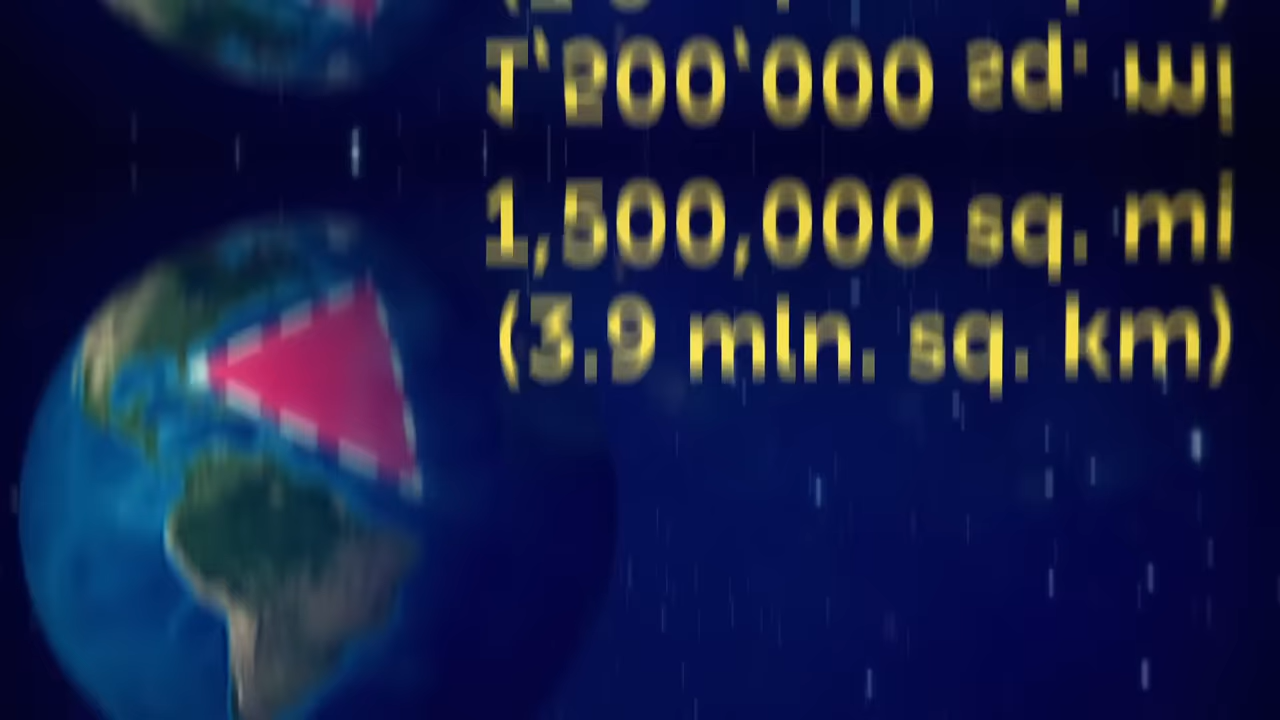 1,500,000 sq. mi
(3.9 mln. sq. km)